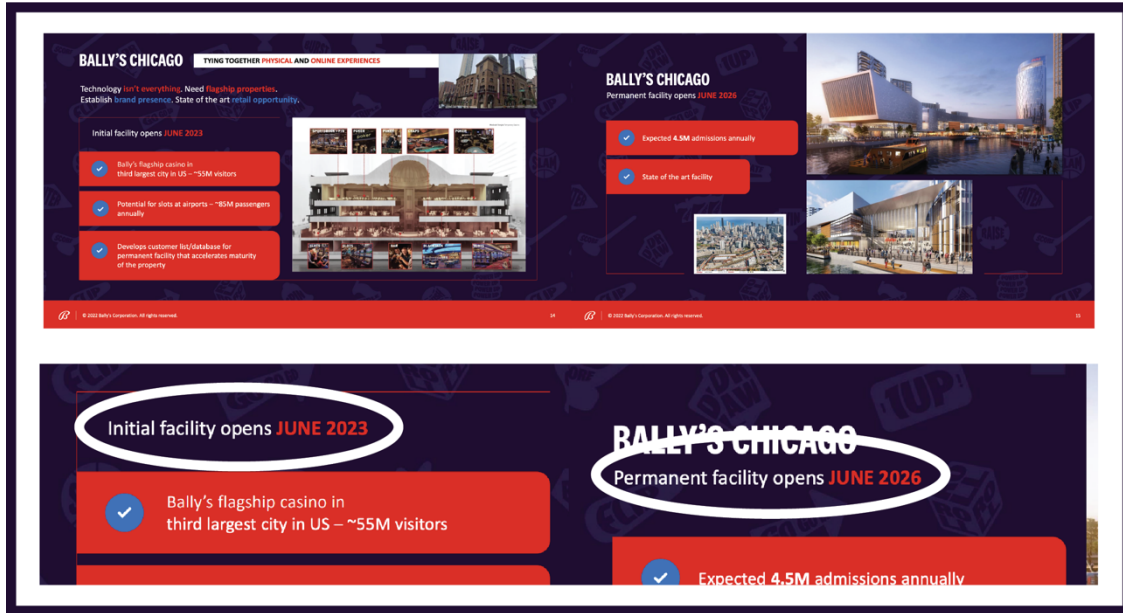 BALLY'S CHICAGO
TYING TOGETHER PHYSICAL AND ONLINE EXPERIENCES
Technology isn't everything. Need flagship properties.
Establish brand presence. State of the art retail opportunity.
Initial facility opens JUNE 2023
Bally's flagship casino in
third largest city in US – ~55M visitors
Potential for slots at airports – ~85M passengers
annually
Develops customer list/database for
permanent facility that accelerates maturity
of the property
© 2022 Bally's Corporation. All rights reserved.
14
BALLY'S CHICAGO
Permanent facility opens JUNE 2026
Expected 4.5M admissions annually
State of the art facility
© 2022 Bally's Corporation. All rights reserved.
15
Initial facility opens JUNE 2023
Bally's flagship casino in
third largest city in US – ~55M visitors
BALLY'S CHICAGO
Permanent facility opens JUNE 2026
Expected 4.5M admissions annually
1UP